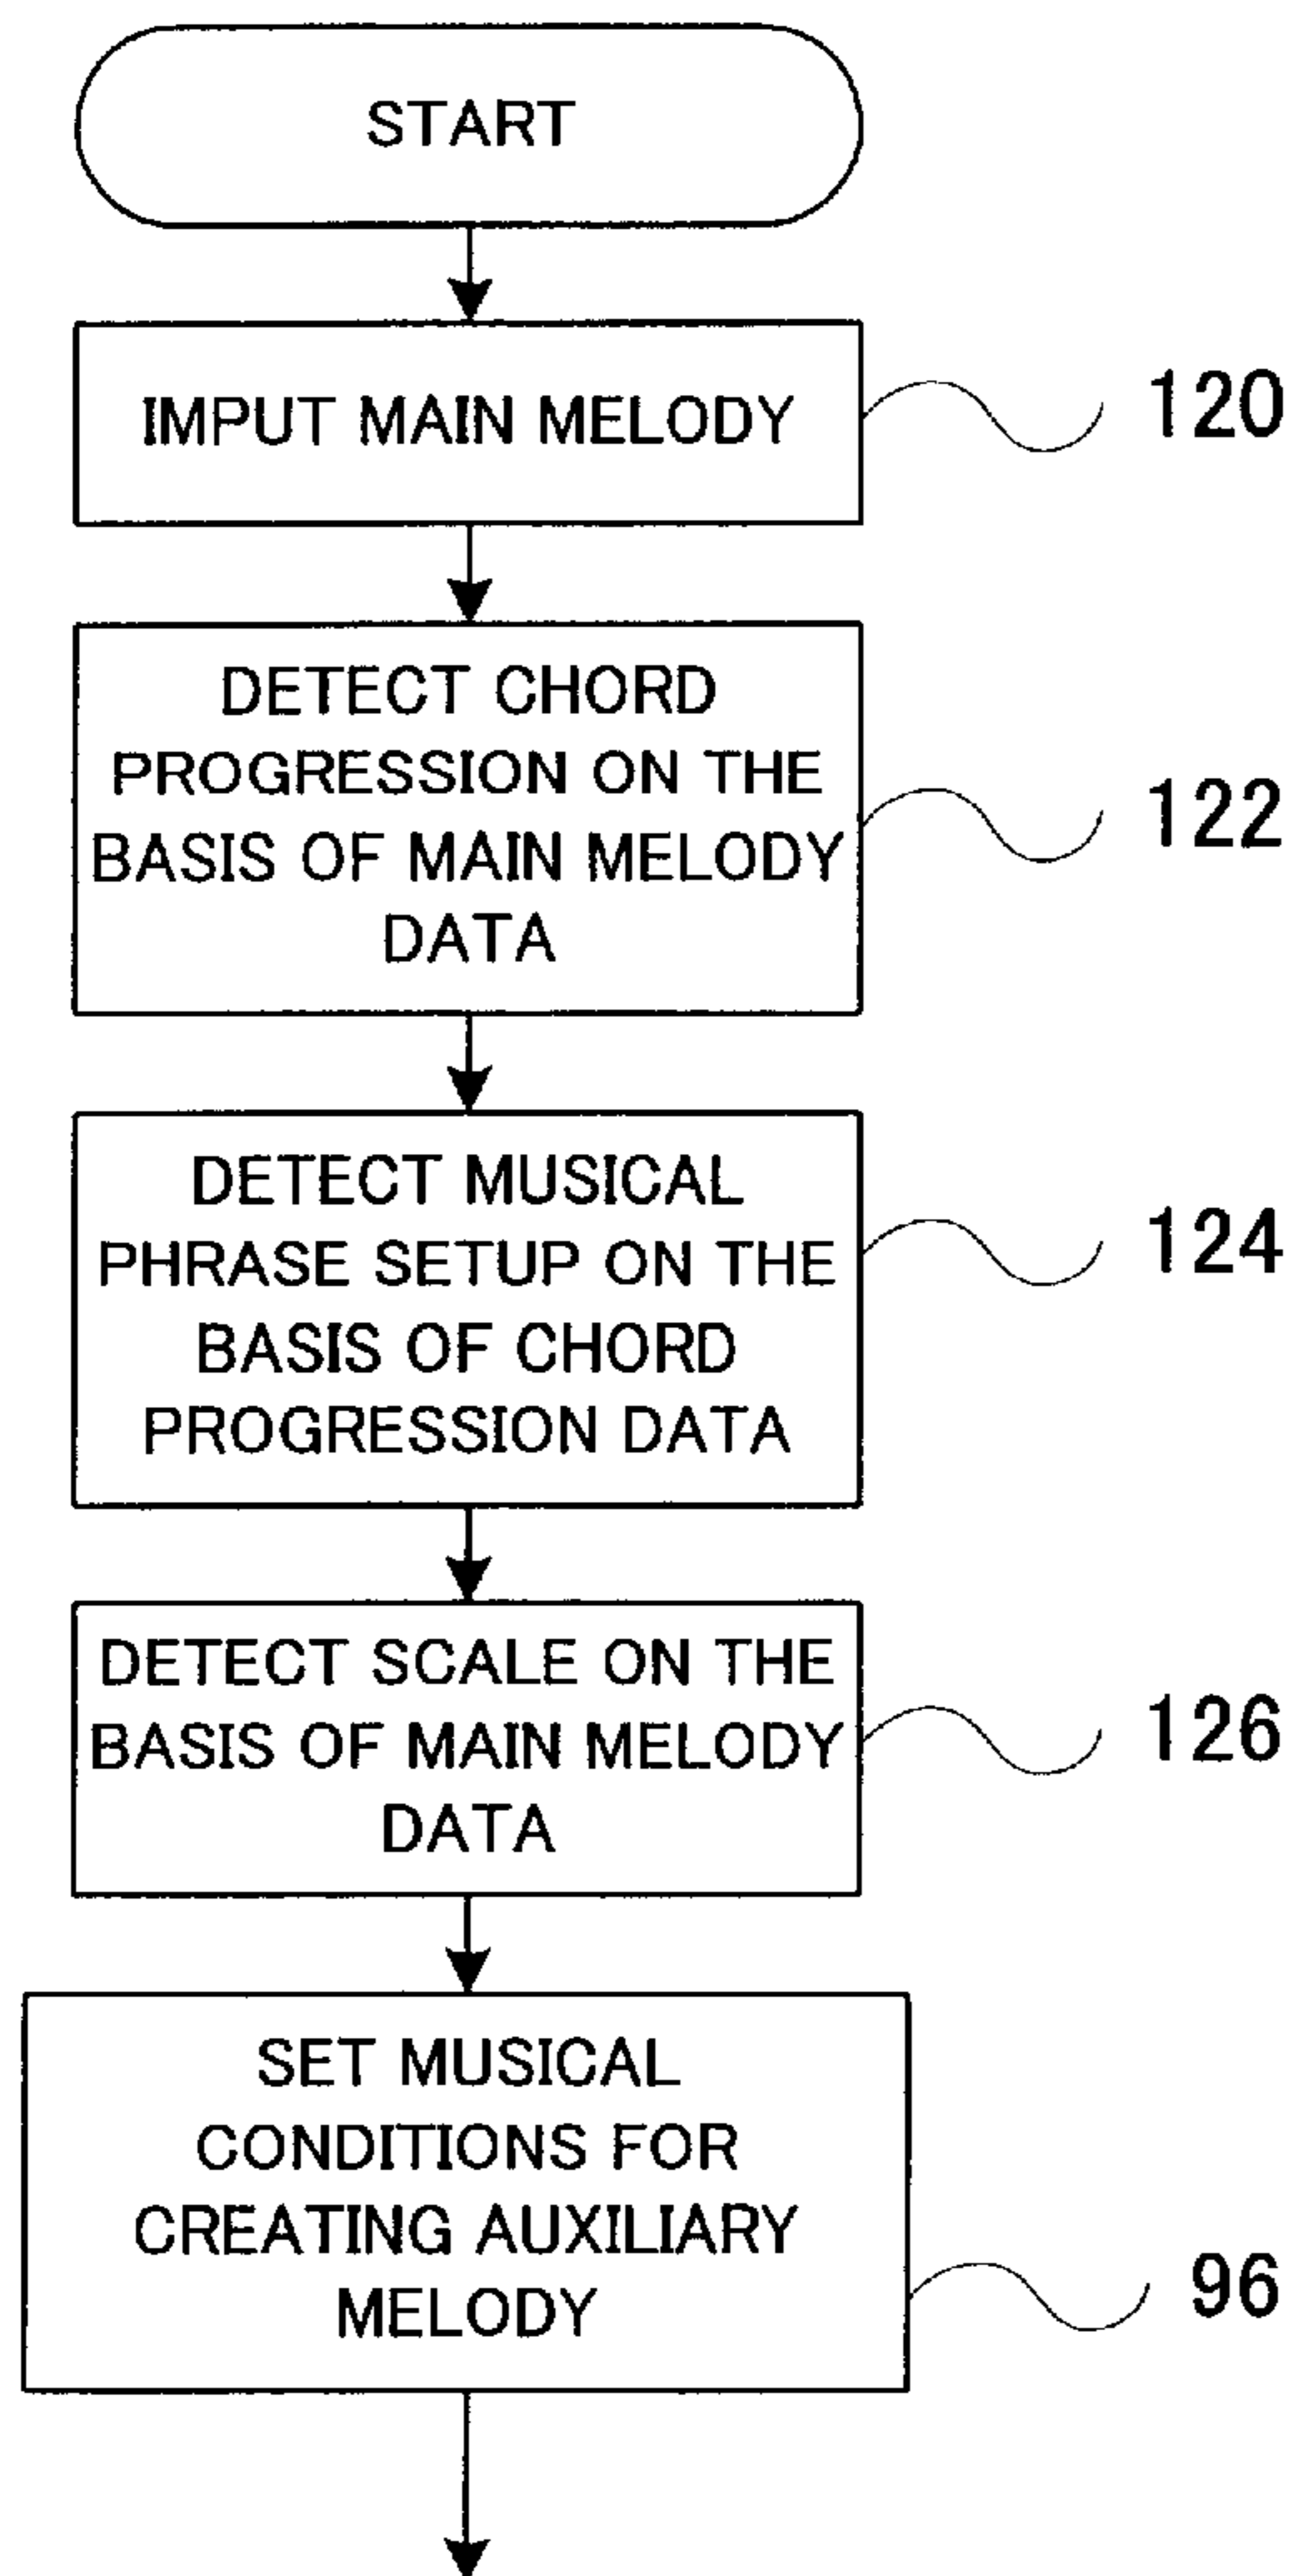 START
IMPUT MAIN MELODY
120
DETECT CHORD
PROGRESSION ON THE
BASIS OF MAIN MELODY
DATA
122
DETECT MUSICAL
PHRASE SETUP ON THE
BASIS OF CHORD
PROGRESSION DATA
124
DETECT SCALE ON THE
BASIS OF MAIN MELODY
DATA
126
SET MUSICAL
CONDITIONS FOR
CREATING AUXILIARY
MELODY
96